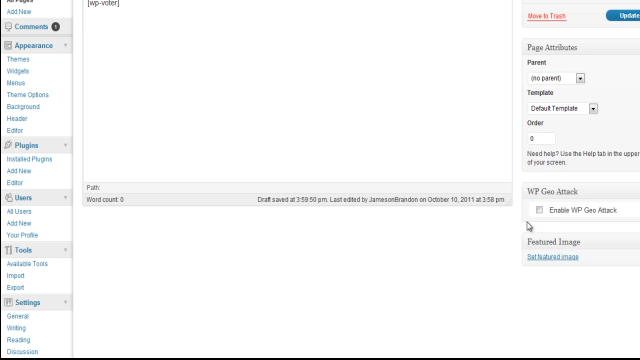 All Pages
Add New
Comments 1
Appearance
Themes
Widgets
Menus
Theme Options
Background
Header
Editor
Plugins
Installed Plugins
Add New
Editor
Users
All Users
Add New
Your Profile
Tools
Available Tools
Import
Export
Settings
General
Writing
Reading
Discussion
[wp-voter]
Path:
Word count: 0
Draft saved at 3:59:50 pm. Last edited by JamesonBrandon on October 10, 2011 at 3:58 pm
Move to Trash
Update
Page Attributes
Parent
(no parent)
Template
Default Template
Order
0
Need help? Use the Help tab in the upper
of your screen.
WP Geo Attack
Enable WP Geo Attack
Featured Image
Set featured image